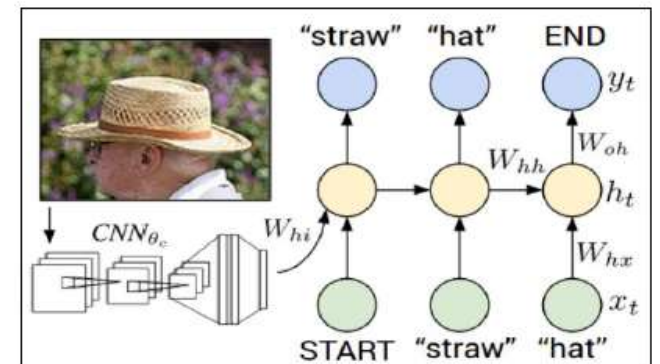 “straw” “hat” END
y_t
W_oh
W_hh
h_t
CNN_θc
W_hi
W_hx
x_t
START “straw” “hat”